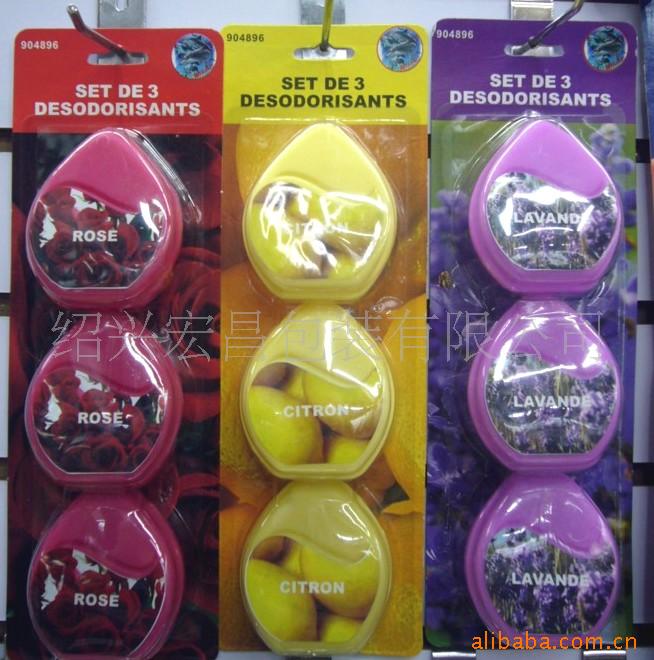 904896
SET DE 3
DESODORISANTS
ROSE
ROSE
ROSE
904896
SET DE 3
DESODORISANTS
CITRON
CITRON
CITRON
904896
SET DE 3
DESODORISANTS
LAVANDE
LAVANDE
LAVANDE
绍兴宏昌包装有限公司
alibaba.com.cn